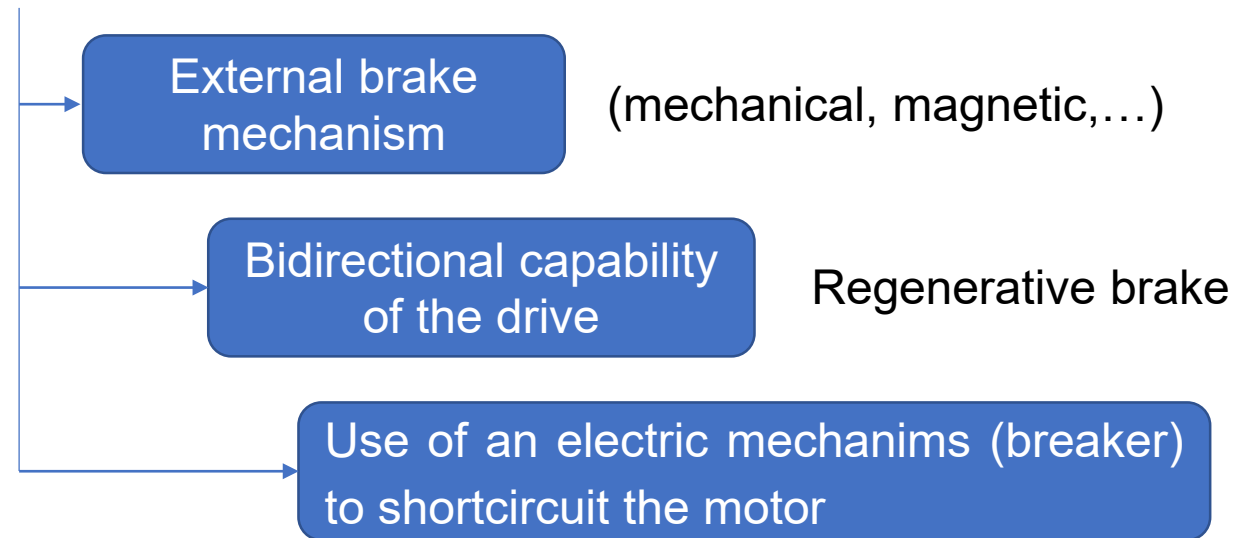 External brake
mechanism
(mechanical, magnetic,…)
Bidirectional capability
of the drive
Regenerative brake
Use of an electric mechanims (breaker)
to shortcircuit the motor